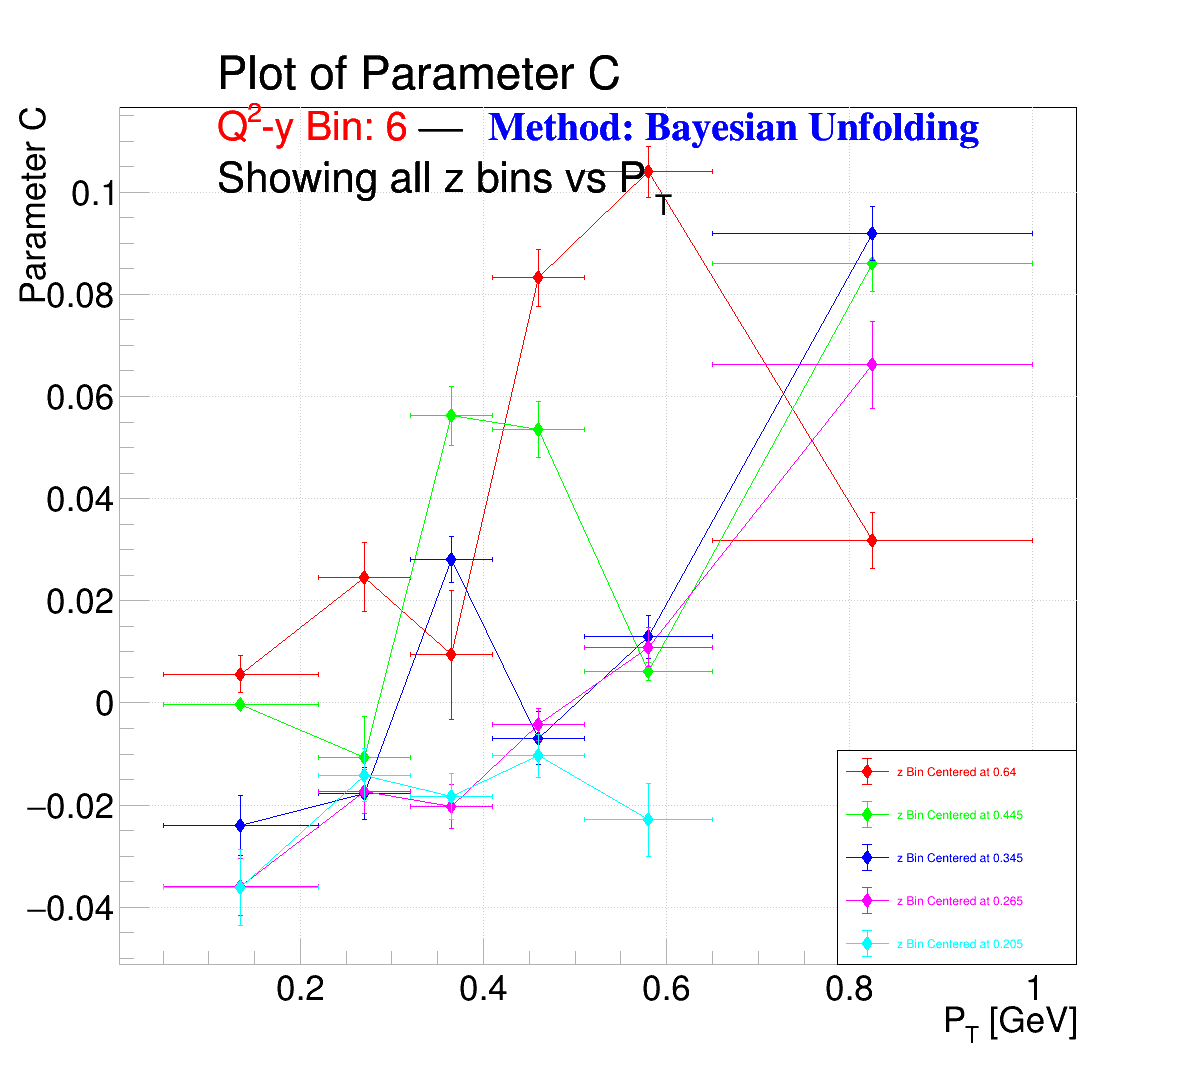 Plot of Parameter C
Q²-y Bin: 6 — Method: Bayesian Unfolding
Showing all z bins vs P_T
Parameter C
0.1
0.08
0.06
0.04
0.02
0
−0.02
−0.04
z Bin Centered at 0.64
z Bin Centered at 0.445
z Bin Centered at 0.345
z Bin Centered at 0.265
z Bin Centered at 0.205
0.2 0.4 0.6 0.8 1
P_T [GeV]